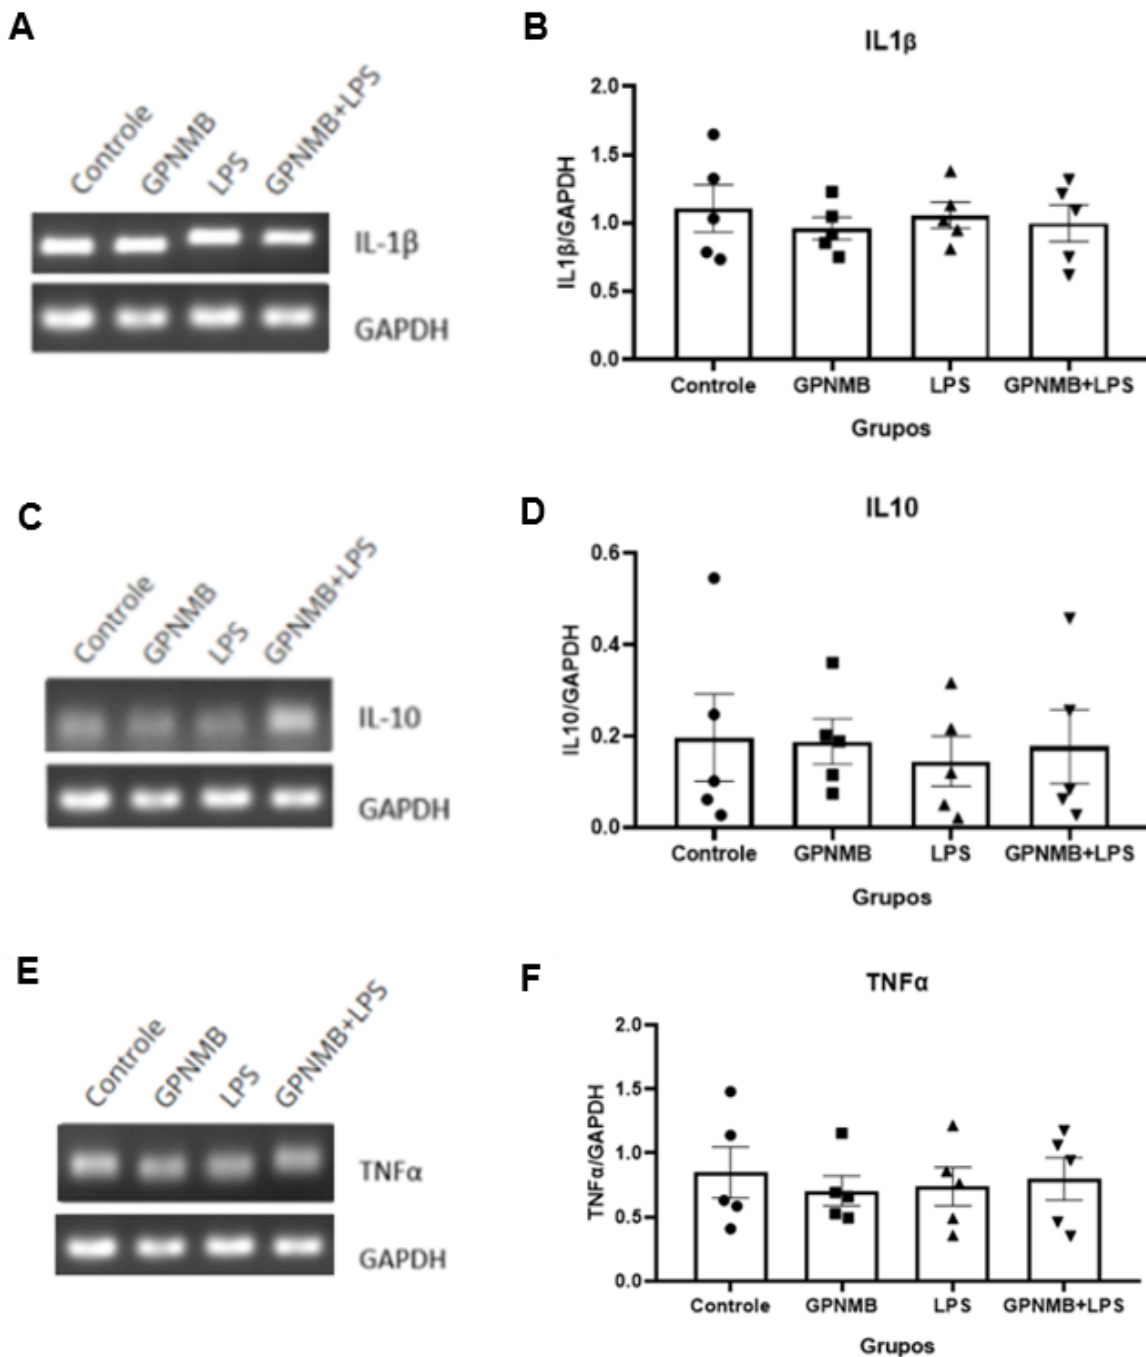 A
Controle
GPNMB
LPS
GPNMB+LPS
IL-1β
GAPDH
B
IL1β
IL1β/GAPDH
2.0
1.5
1.0
0.5
0.0
Controle GPNMB LPS GPNMB+LPS
Grupos
C
Controle
GPNMB
LPS
GPNMB+LPS
IL-10
GAPDH
D
IL10
IL10/GAPDH
0.6
0.4
0.2
0.0
Controle GPNMB LPS GPNMB+LPS
Grupos
E
Controle
GPNMB
LPS
GPNMB+LPS
TNFα
GAPDH
F
TNFα
TNFα/GAPDH
2.0
1.5
1.0
0.5
0.0
Controle GPNMB LPS GPNMB+LPS
Grupos